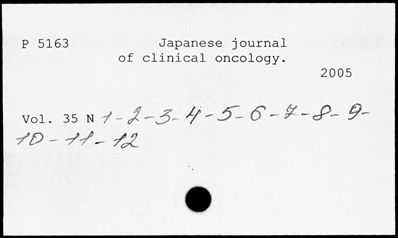 P 5163 Japanese journal
of clinical oncology.
2005
Vol. 35 N 1-2-3-4-5-6-7-8-9-
10-11-12